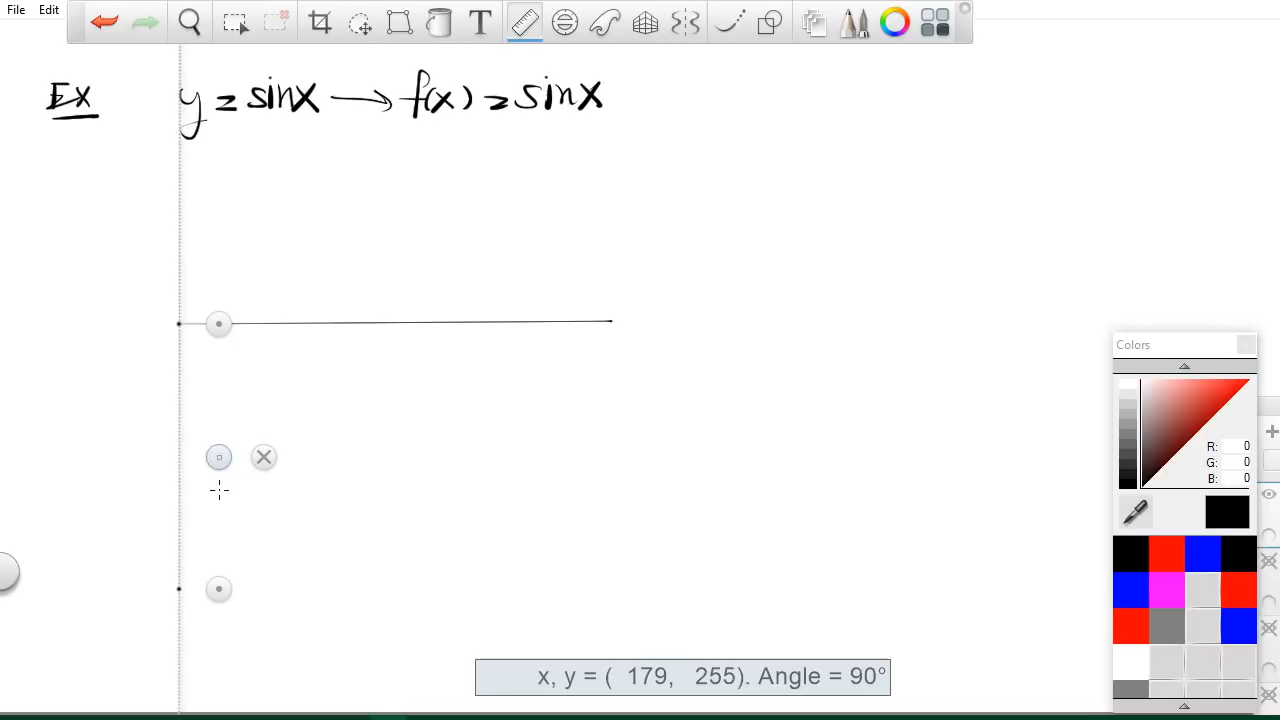 File Edit
Ex y = sinx → f(x) = sinx
Colors
R: 0
G: 0
B: 0
x, y = ( 179, 255). Angle = 90°